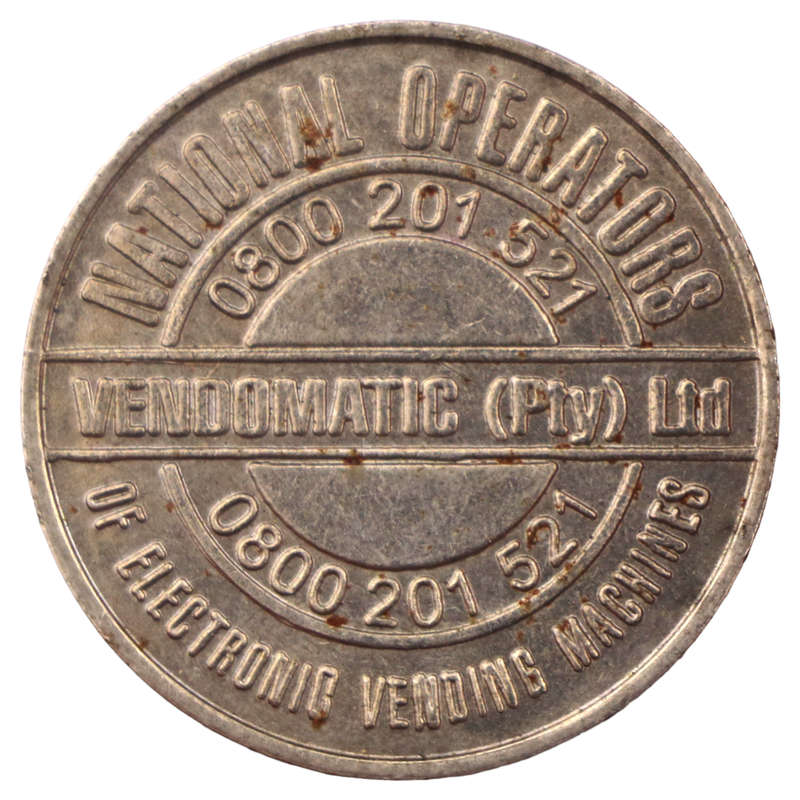 NATIONAL OPERATORS
0800 201 521
VENDOMATIC (Pty) Ltd
0800 201 521
OF ELECTRONIC VENDING MACHINES